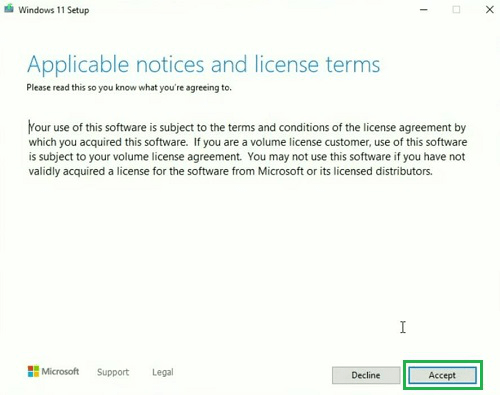 Windows 11 Setup
Applicable notices and license terms
Please read this so you know what you're agreeing to.
Your use of this software is subject to the terms and conditions of the license agreement by
which you acquired this software.  If you are a volume license customer, use of this software
is subject to your volume license agreement.  You may not use this software if you have not
validly acquired a license for the software from Microsoft or its licensed distributors.
Microsoft Support Legal Decline Accept